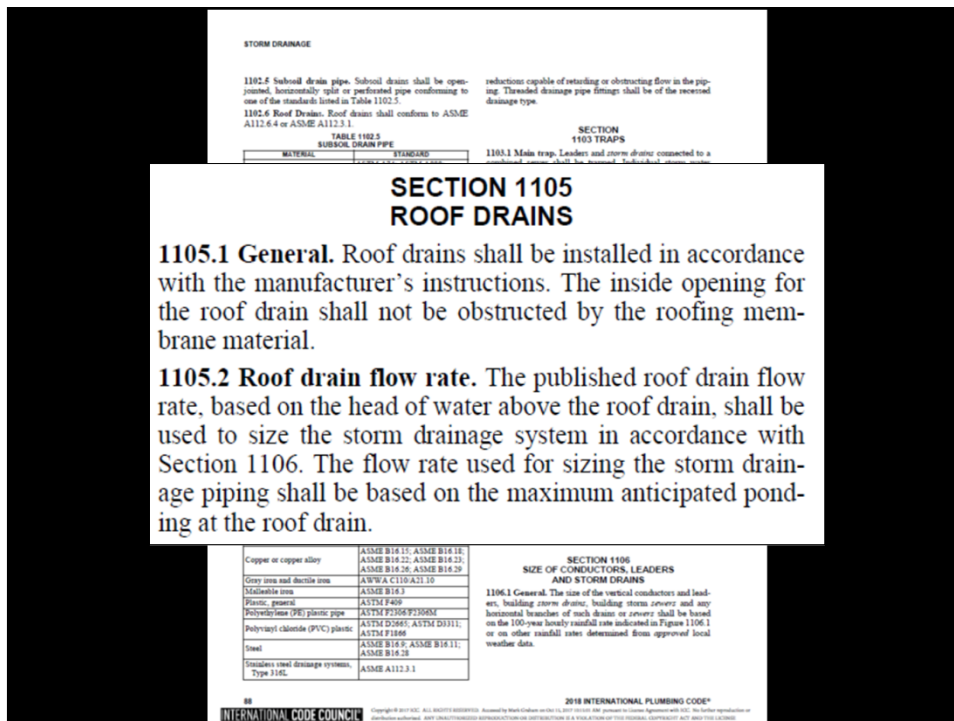 STORM DRAINAGE
1102.5 Subsoil drain pipe. Subsoil drains shall be open-
jointed, horizontally split or perforated pipe conforming to
one of the standards listed in Table 1102.5.
1102.6 Roof Drains. Roof drains shall conform to ASME
A112.6.4 or ASME A112.3.1.
TABLE 1102.5
SUBSOIL DRAIN PIPE
MATERIAL STANDARD
reductions capable of retarding or obstructing flow in the pip-
ing. Threaded drainage pipe fittings shall be of the recessed
drainage type.
SECTION
1103 TRAPS
1103.1 Main trap. Leaders and storm drains connected to a
SECTION 1105
ROOF DRAINS
1105.1 General. Roof drains shall be installed in accordance
with the manufacturer's instructions. The inside opening for
the roof drain shall not be obstructed by the roofing mem-
brane material.
1105.2 Roof drain flow rate. The published roof drain flow
rate, based on the head of water above the roof drain, shall be
used to size the storm drainage system in accordance with
Section 1106. The flow rate used for sizing the storm drain-
age piping shall be based on the maximum anticipated pond-
ing at the roof drain.
Copper or copper alloy
ASME B16.15; ASME B16.18;
ASME B16.22; ASME B16.23;
ASME B16.26; ASME B16.29
Gray iron and ductile iron AWWA C110/A21.10
Malleable iron ASME B16.3
Plastic, general ASTM F409
Polyethylene (PE) plastic pipe ASTM F2306/F2306M
Polyvinyl chloride (PVC) plastic
ASTM D2665; ASTM D3311;
ASTM F1866
Steel
ASME B16.9; ASME B16.11;
ASME B16.28
Stainless steel drainage systems,
Type 316L
ASME A112.3.1
SECTION 1106
SIZE OF CONDUCTORS, LEADERS
AND STORM DRAINS
1106.1 General. The size of the vertical conductors and lead-
ers, building storm drains, building storm sewers and any
horizontal branches of such drains or sewers shall be based
on the 100-year hourly rainfall rate indicated in Figure 1106.1
or on other rainfall rates determined from approved local
weather data.
88
2018 INTERNATIONAL PLUMBING CODE®
INTERNATIONAL CODE COUNCIL